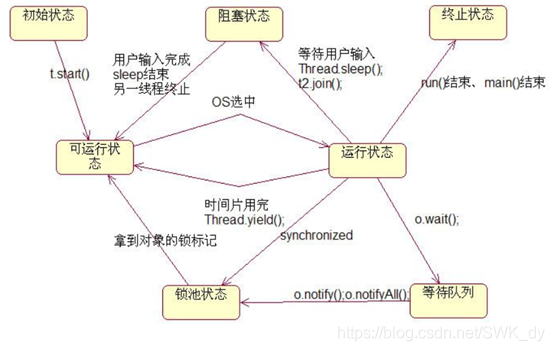 初始状态
阻塞状态
终止状态
t.start()
用户输入完成
sleep结束
另一线程终止
等待用户输入
Thread.sleep();
t2.join();
run()结束、main()结束
OS选中
可运行状
态
运行状态
时间片用完
Thread.yield();
拿到对象的锁标记
synchronized
o.wait();
锁池状态
o.notify();o.notifyAll();
等待队列
https://blog.csdn.net/SWK_dy